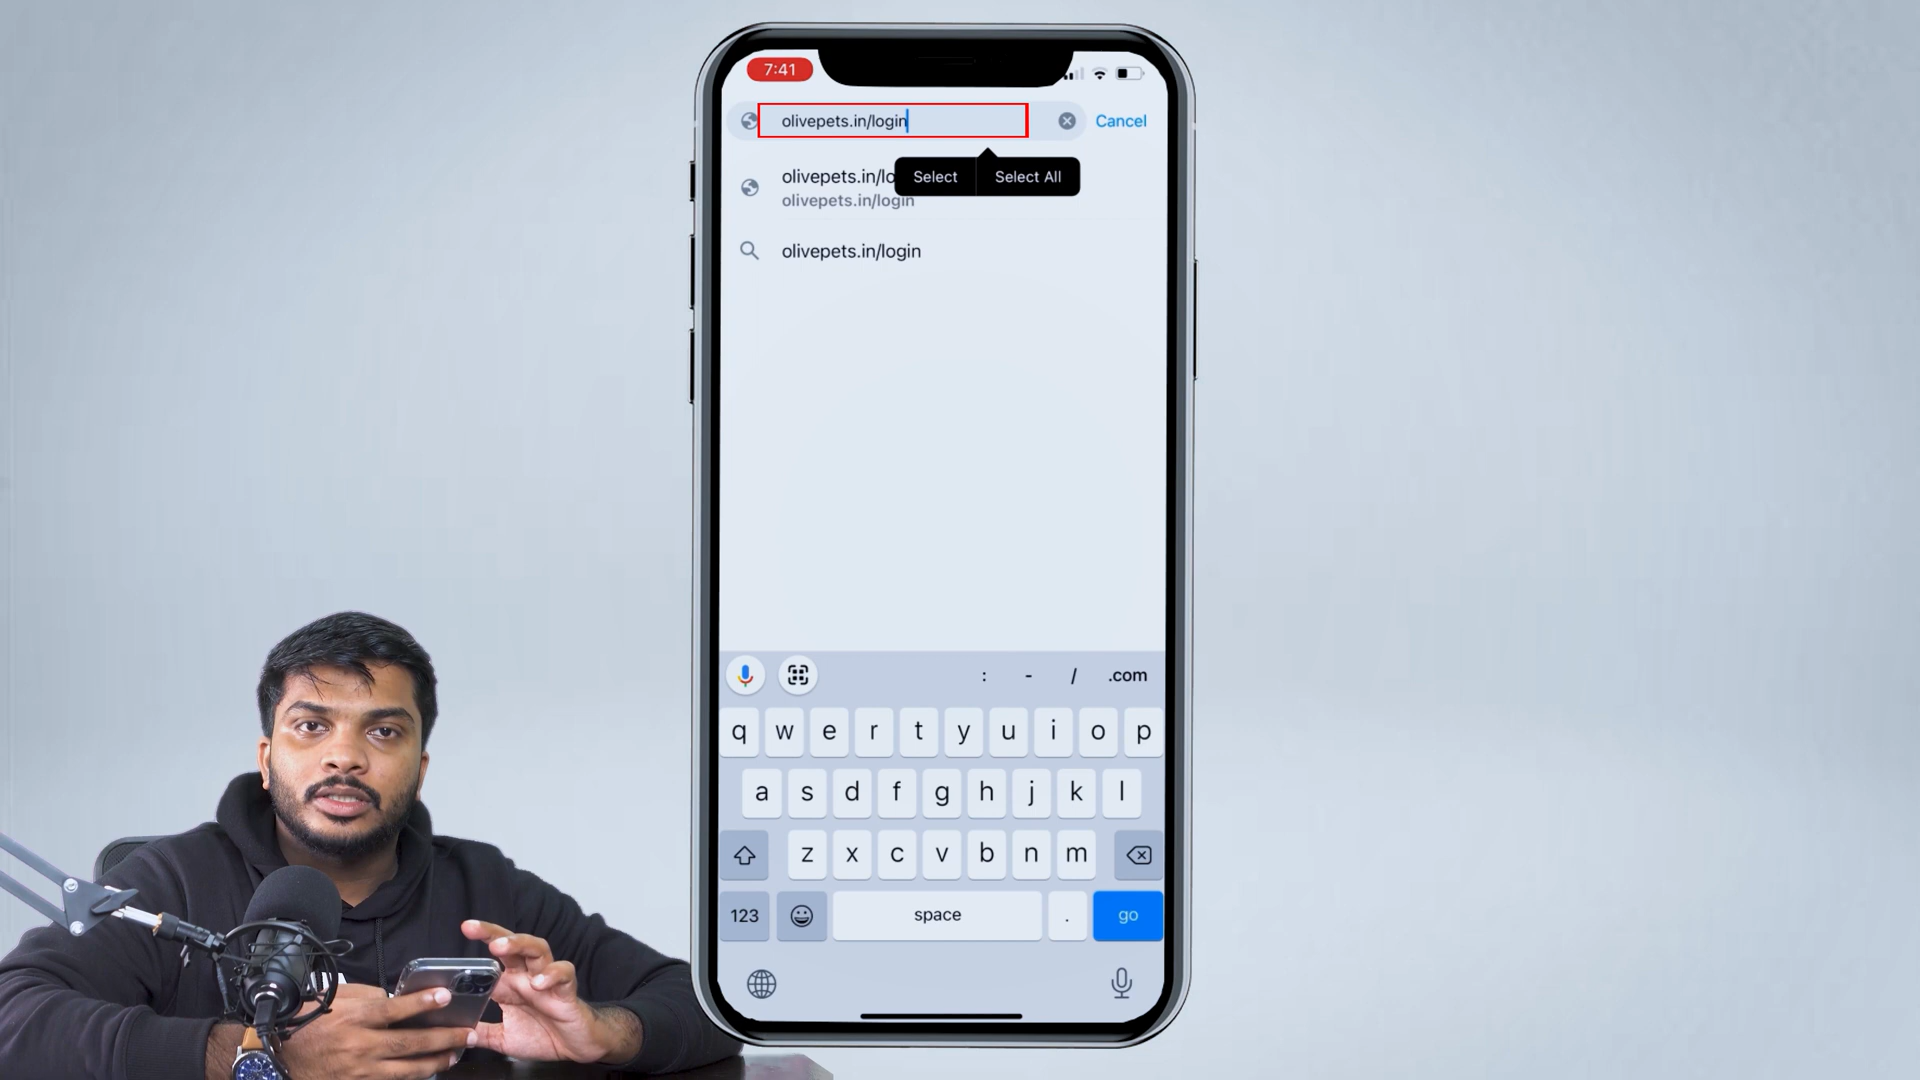 7:41
olivepets.in/login
Cancel
olivepets.in/lo
Select
Select All
olivepets.in/login
olivepets.in/login
: - / .com
q w e r t y u i o p
a s d f g h j k l
z x c v b n m
123
space
.
go